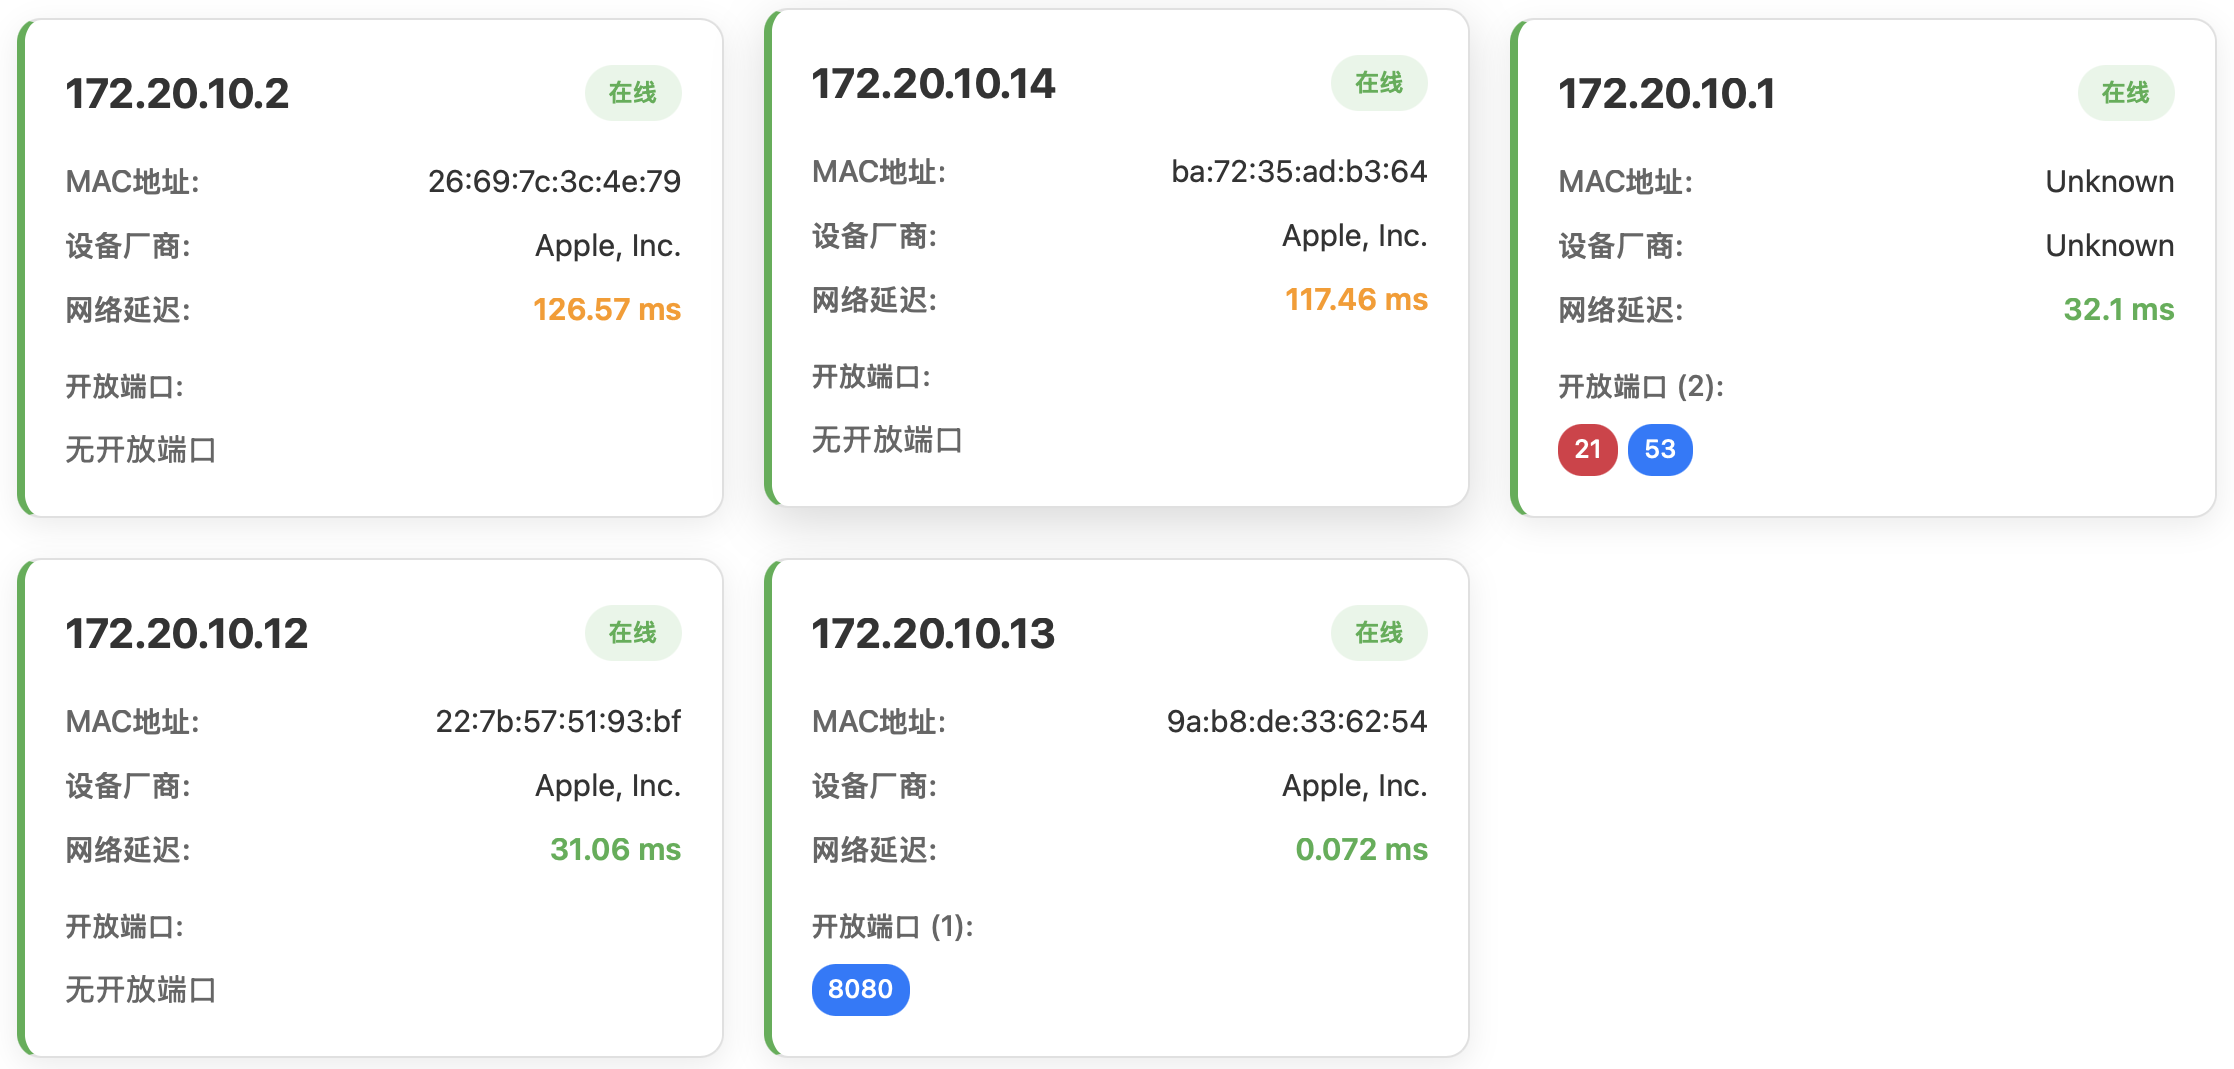 172.20.10.2 在线
MAC地址: 26:69:7c:3c:4e:79
设备厂商: Apple, Inc.
网络延迟: 126.57 ms
开放端口:
无开放端口
172.20.10.14 在线
MAC地址: ba:72:35:ad:b3:64
设备厂商: Apple, Inc.
网络延迟: 117.46 ms
开放端口:
无开放端口
172.20.10.1 在线
MAC地址: Unknown
设备厂商: Unknown
网络延迟: 32.1 ms
开放端口 (2):
21 53
172.20.10.12 在线
MAC地址: 22:7b:57:51:93:bf
设备厂商: Apple, Inc.
网络延迟: 31.06 ms
开放端口:
无开放端口
172.20.10.13 在线
MAC地址: 9a:b8:de:33:62:54
设备厂商: Apple, Inc.
网络延迟: 0.072 ms
开放端口 (1):
8080